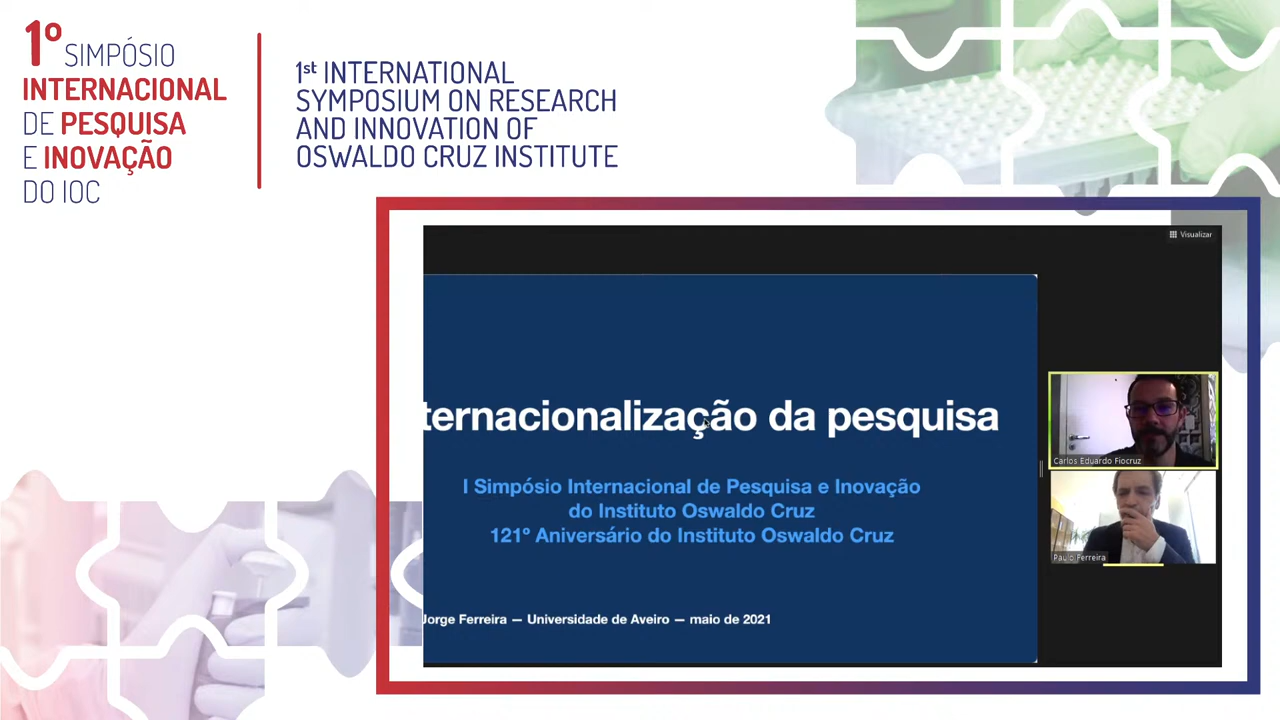 1º SIMPÓSIO
INTERNACIONAL
DE PESQUISA
E INOVAÇÃO
DO IOC
1st INTERNATIONAL
SYMPOSIUM ON RESEARCH
AND INNOVATION OF
OSWALDO CRUZ INSTITUTE
Visualizar
ternacionalização da pesquisa
I Simpósio Internacional de Pesquisa e Inovação
do Instituto Oswaldo Cruz
121º Aniversário do Instituto Oswaldo Cruz
Jorge Ferreira — Universidade de Aveiro — maio de 2021
Carlos Eduardo Fiocruz
Paulo Ferreira